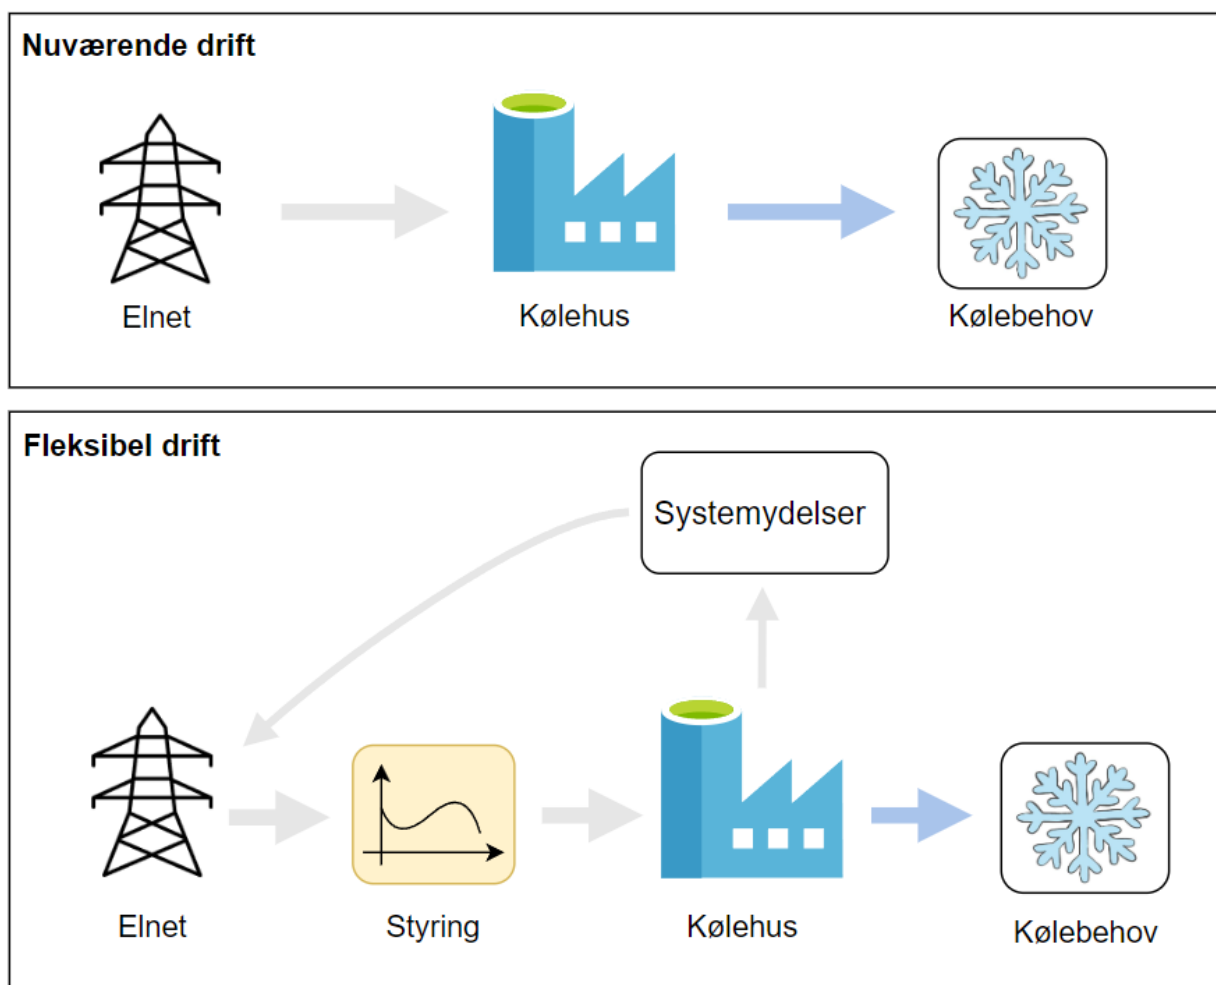 Nuværende drift
Elnet
Kølehus
Kølebehov
Fleksibel drift
Systemydelser
Elnet
Styring
Kølehus
Kølebehov